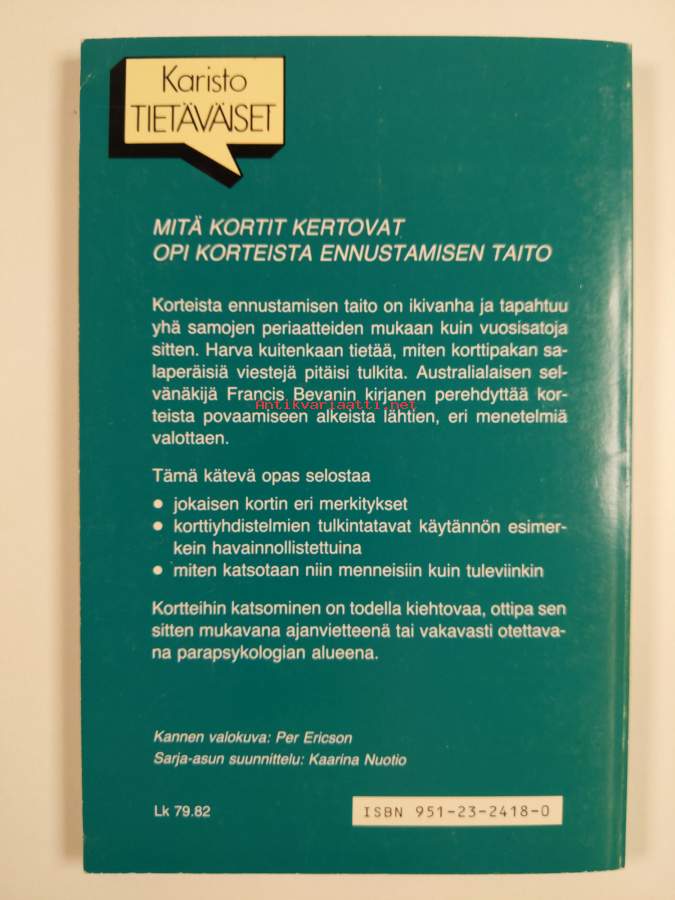 Karisto
TIETÄVÄISET
MITÄ KORTIT KERTOVAT
OPI KORTEISTA ENNUSTAMISEN TAITO
Korteista ennustamisen taito on ikivanha ja tapahtuu
yhä samojen periaatteiden mukaan kuin vuosisatoja
sitten. Harva kuitenkaan tietää, miten korttipakan sa-
laperäisiä viestejä pitäisi tulkita. Australialaisen sel-
vänäkijä Francis Bevanin kirjanen perehdyttää kor-
Antikvariaatti.net
teista povaamiseen alkeista lähtien, eri menetelmiä
valottaen.
Tämä kätevä opas selostaa
● jokaisen kortin eri merkitykset
● korttiyhdistelmien tulkintatavat käytännön esimer-
kein havainnollistettuina
● miten katsotaan niin menneisiin kuin tuleviinkin
Kortteihin katsominen on todella kiehtovaa, ottipa sen
sitten mukavana ajanvietteenä tai vakavasti otettava-
na parapsykologian alueena.
Kannen valokuva: Per Ericson
Sarja-asun suunnittelu: Kaarina Nuotio
Lk 79.82
ISBN 951-23-2418-0